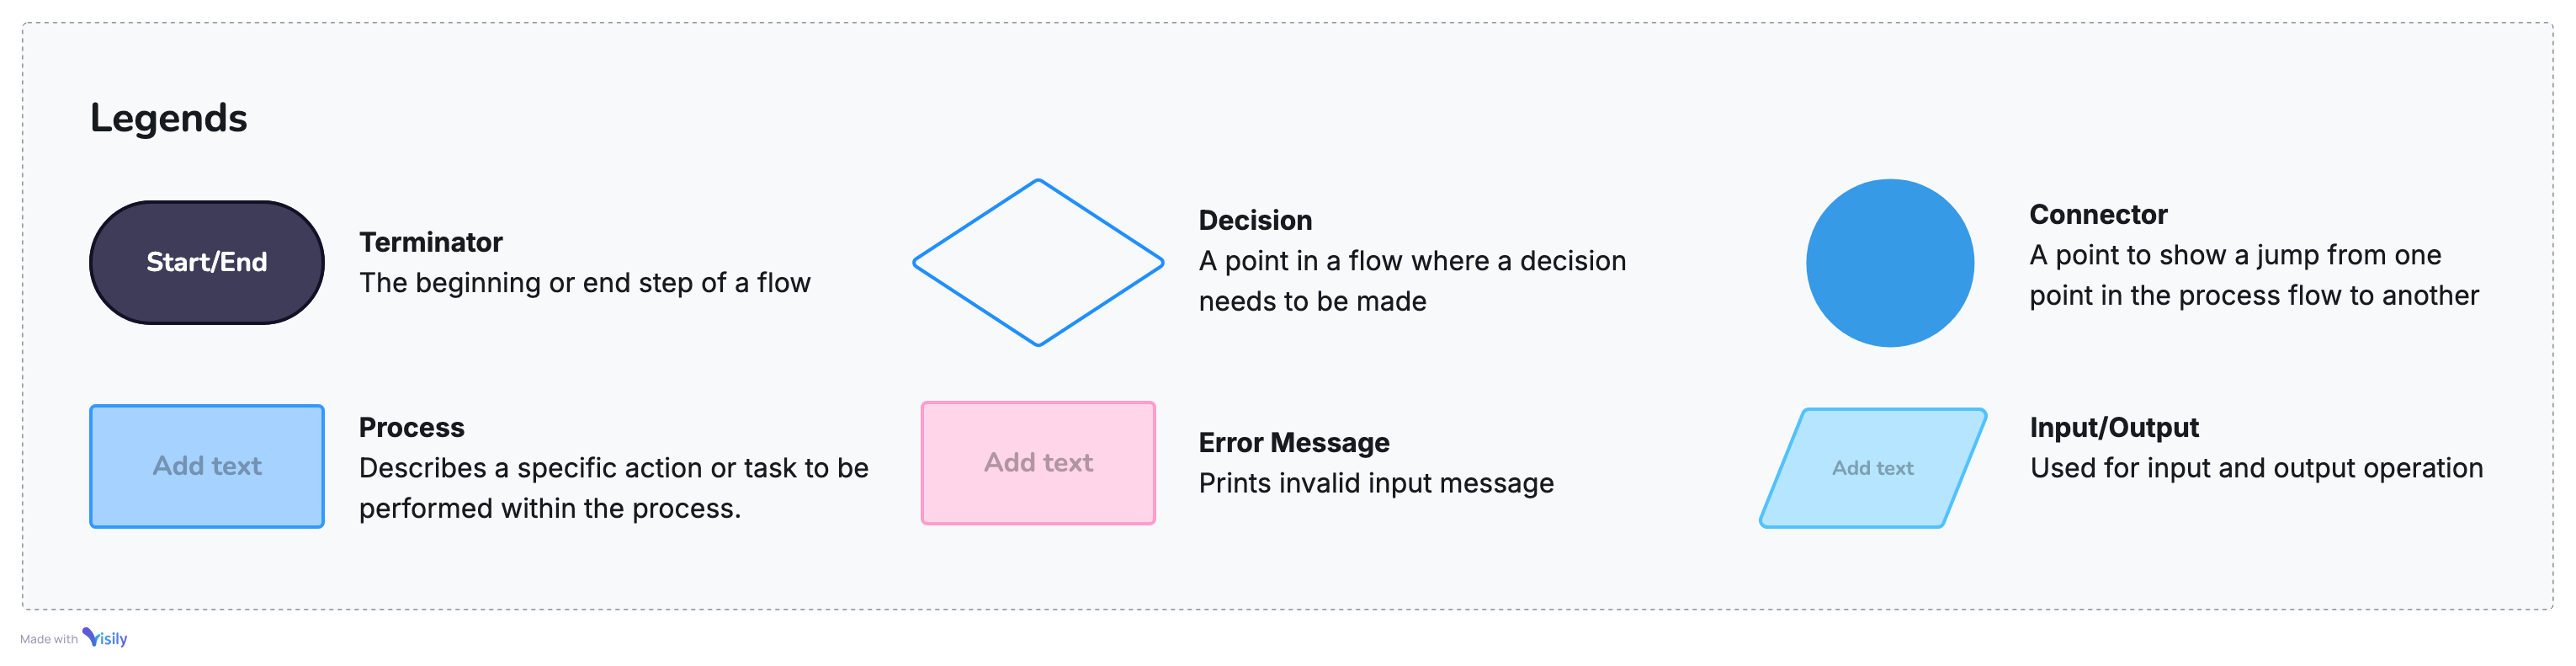 Legends
Start/End
Terminator
The beginning or end step of a flow
Decision
A point in a flow where a decision
needs to be made
Connector
A point to show a jump from one
point in the process flow to another
Add text
Process
Describes a specific action or task to be
performed within the process.
Add text
Error Message
Prints invalid input message
Add text
Input/Output
Used for input and output operation
Made with Visily